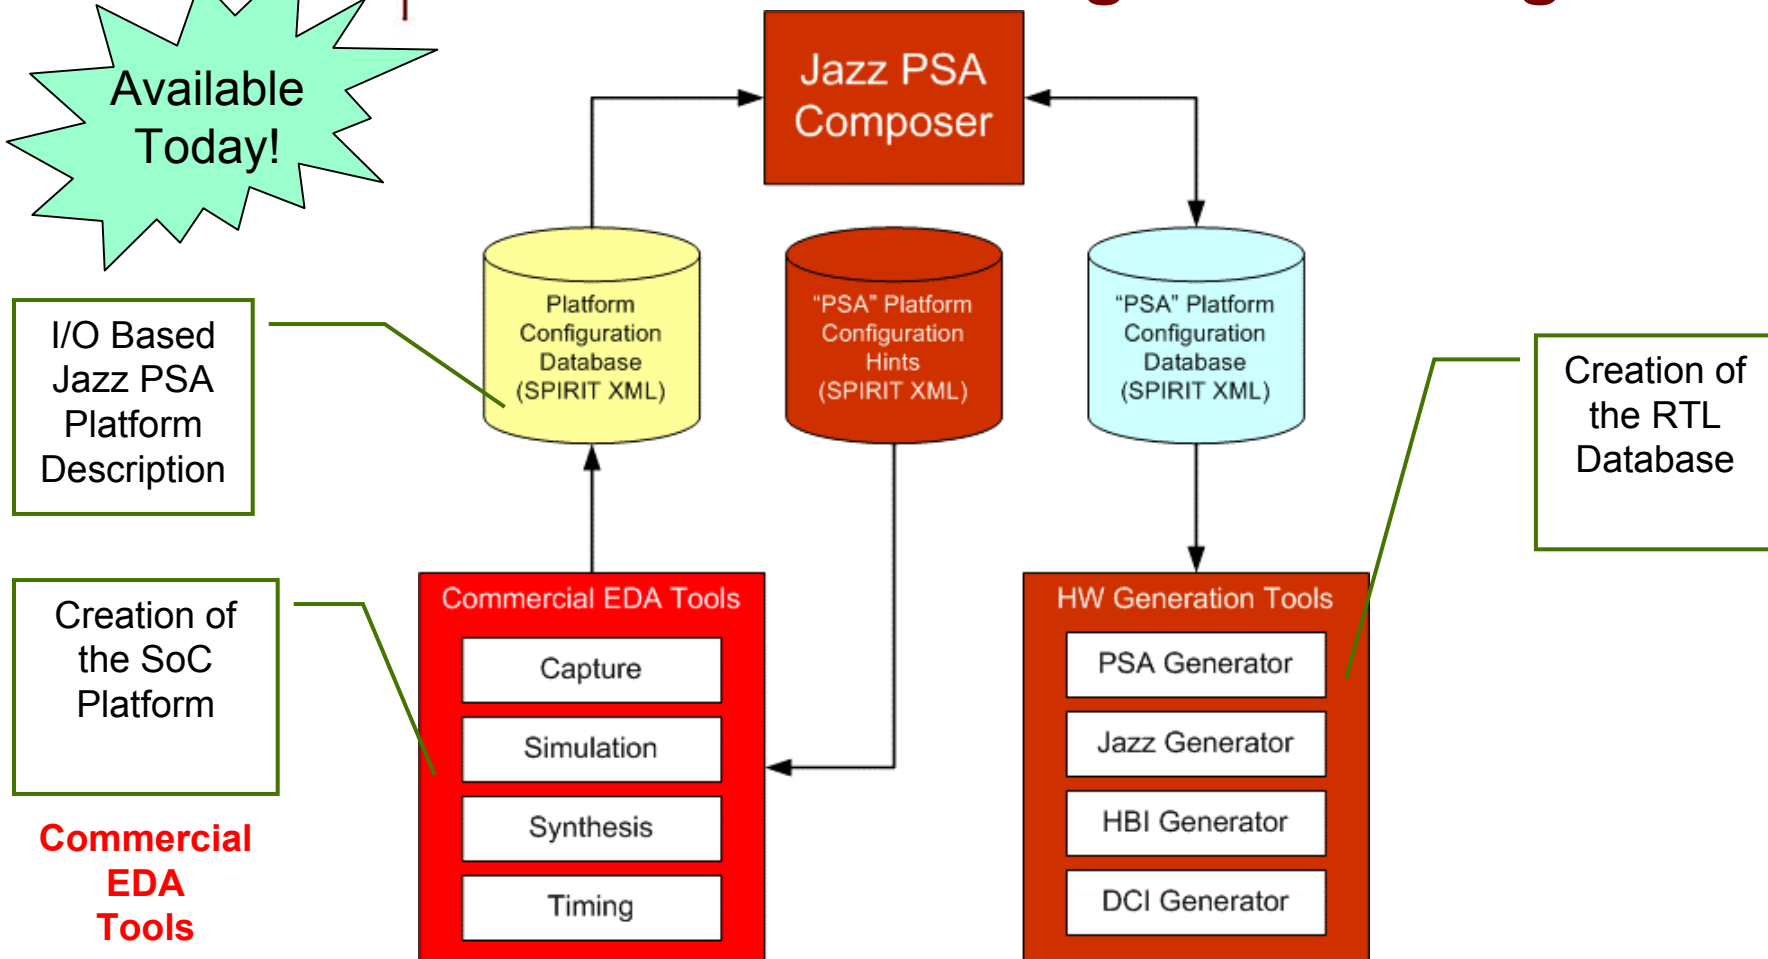 Available
Today!
Jazz PSA
Composer
Platform
Configuration
Database
(SPIRIT XML)
“PSA” Platform
Configuration
Hints
(SPIRIT XML)
“PSA” Platform
Configuration
Database
(SPIRIT XML)
I/O Based
Jazz PSA
Platform
Description
Creation of
the RTL
Database
Creation of
the SoC
Platform
Commercial
EDA
Tools
Commercial EDA Tools
Capture
Simulation
Synthesis
Timing
HW Generation Tools
PSA Generator
Jazz Generator
HBI Generator
DCI Generator